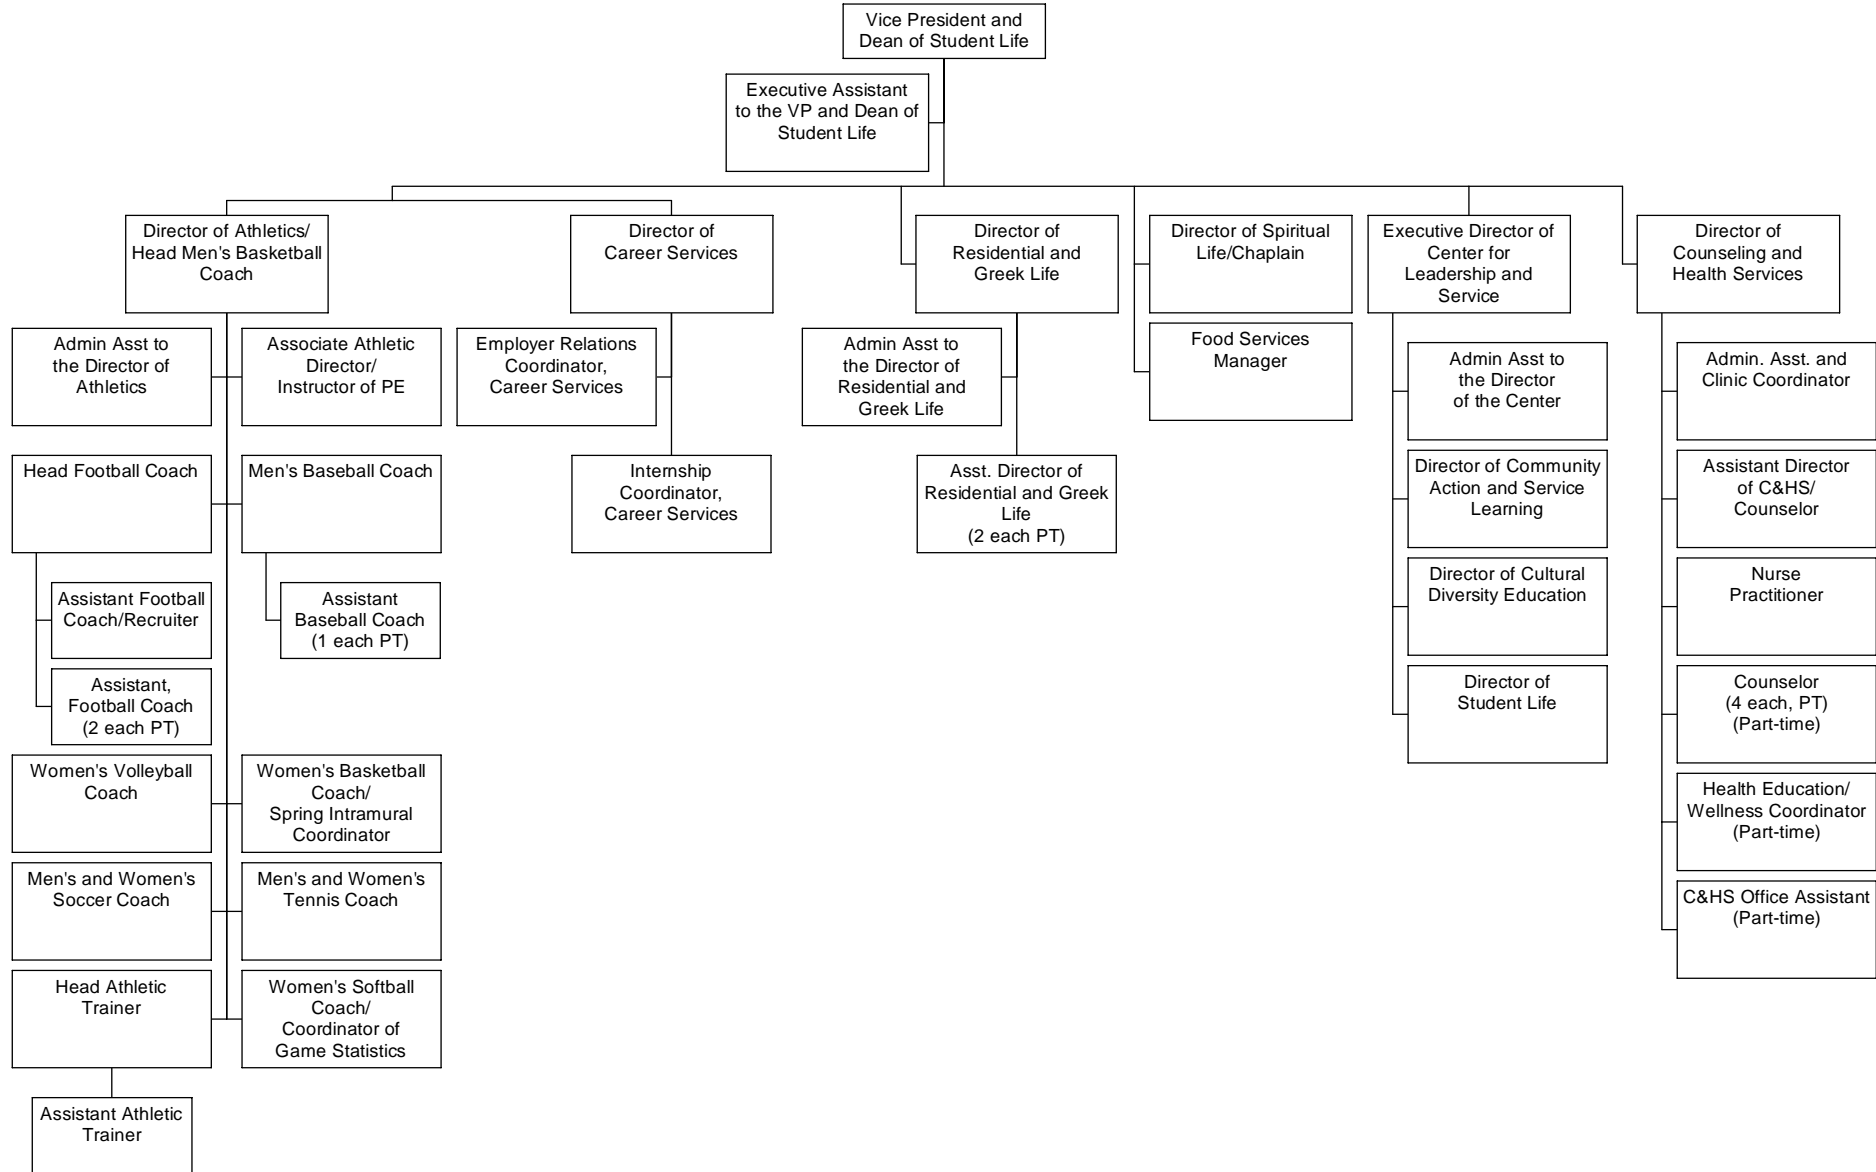 Vice President and
Dean of Student Life
Executive Assistant
to the VP and Dean of
Student Life
Director of Athletics/
Head Men's Basketball
Coach
Director of
Career Services
Director of
Residential and
Greek Life
Director of Spiritual
Life/Chaplain
Executive Director of
Center for
Leadership and
Service
Director of
Counseling and
Health Services
Admin Asst to
the Director of
Athletics
Associate Athletic
Director/
Instructor of PE
Employer Relations
Coordinator,
Career Services
Admin Asst to
the Director of
Residential and
Greek Life
Food Services
Manager
Admin Asst to
the Director
of the Center
Admin. Asst. and
Clinic Coordinator
Head Football Coach
Men's Baseball Coach
Internship
Coordinator,
Career Services
Asst. Director of
Residential and Greek
Life
(2 each PT)
Director of Community
Action and Service
Learning
Assistant Director
of C&HS/
Counselor
Assistant Football
Coach/Recruiter
Assistant
Baseball Coach
(1 each PT)
Director of Cultural
Diversity Education
Nurse
Practitioner
Assistant,
Football Coach
(2 each PT)
Director of
Student Life
Counselor
(4 each, PT)
(Part-time)
Women's Volleyball
Coach
Women's Basketball
Coach/
Spring Intramural
Coordinator
Health Education/
Wellness Coordinator
(Part-time)
Men's and Women's
Soccer Coach
Men's and Women's
Tennis Coach
C&HS Office Assistant
(Part-time)
Head Athletic
Trainer
Women's Softball
Coach/
Coordinator of
Game Statistics
Assistant Athletic
Trainer